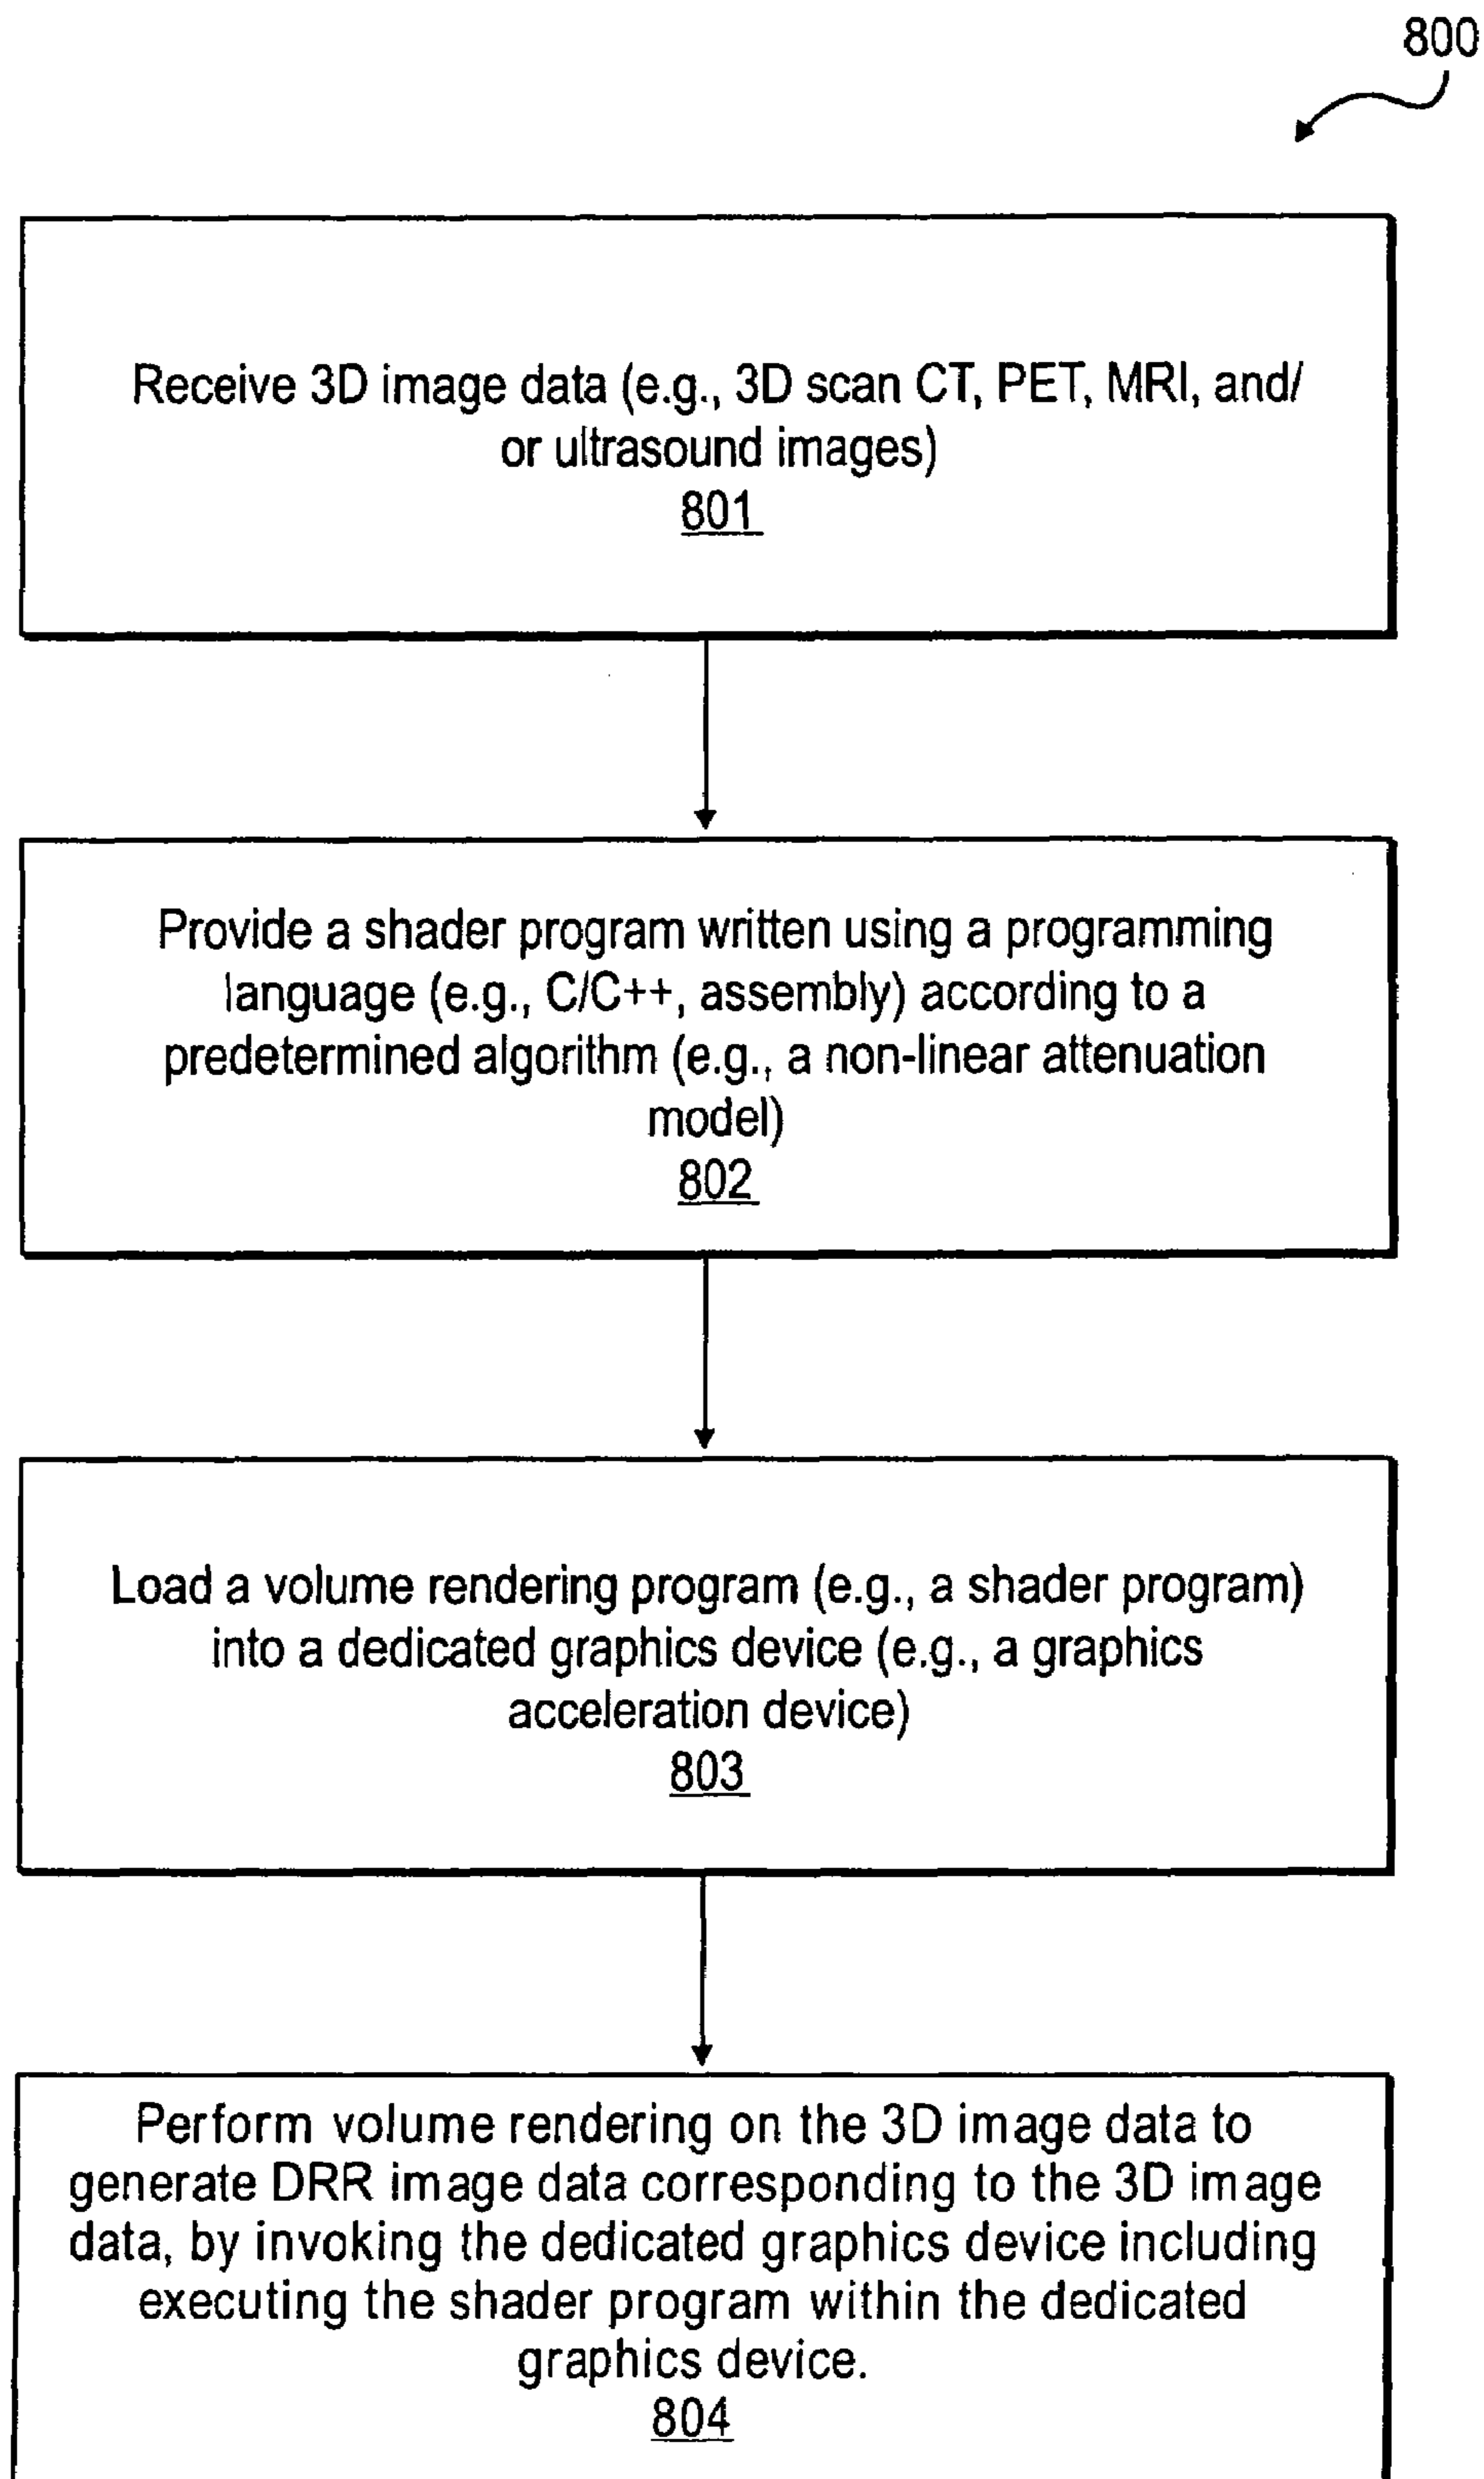 800
Receive 3D image data (e.g., 3D scan CT, PET, MRI, and/
or ultrasound images)
801
Provide a shader program written using a programming
language (e.g., C/C++, assembly) according to a
predetermined algorithm (e.g., a non-linear attenuation
model)
802
Load a volume rendering program (e.g., a shader program)
into a dedicated graphics device (e.g., a graphics
acceleration device)
803
Perform volume rendering on the 3D image data to
generate DRR image data corresponding to the 3D image
data, by invoking the dedicated graphics device including
executing the shader program within the dedicated
graphics device.
804